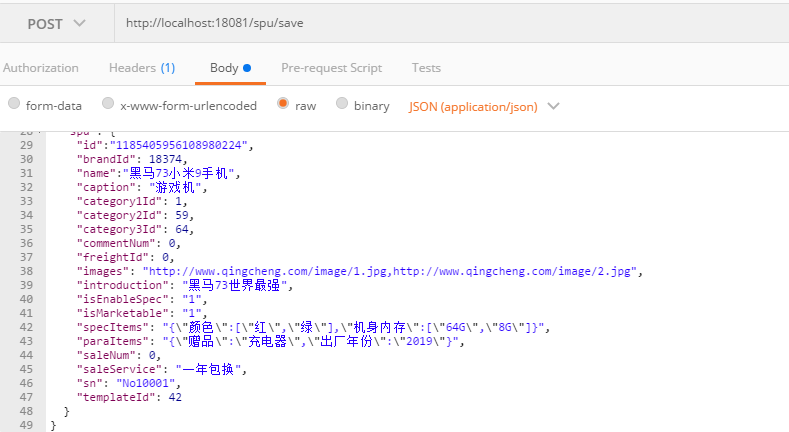 POST http://localhost:18081/spu/save
Authorization Headers (1) Body Pre-request Script Tests
form-data x-www-form-urlencoded raw binary JSON (application/json)
28 "spu": {
29 "id":"1185405956108980224",
30 "brandId": 18374,
31 "name":"黑马73小米9手机",
32 "caption": "游戏机",
33 "category1Id": 1,
34 "category2Id": 59,
35 "category3Id": 64,
36 "commentNum": 0,
37 "freightId": 0,
38 "images": "http://www.qingcheng.com/image/1.jpg,http://www.qingcheng.com/image/2.jpg",
39 "introduction": "黑马73世界最强",
40 "isEnableSpec": "1",
41 "isMarketable": "1",
42 "specItems": "{\"颜色\":[\"红\",\"绿\"],\"机身内存\":[\"64G\",\"8G\"]}",
43 "paraItems": "{\"赠品\":\"充电器\",\"出厂年份\":\"2019\"}",
44 "saleNum": 0,
45 "saleService": "一年包换",
46 "sn": "No10001",
47 "templateId": 42
48 }
49 }